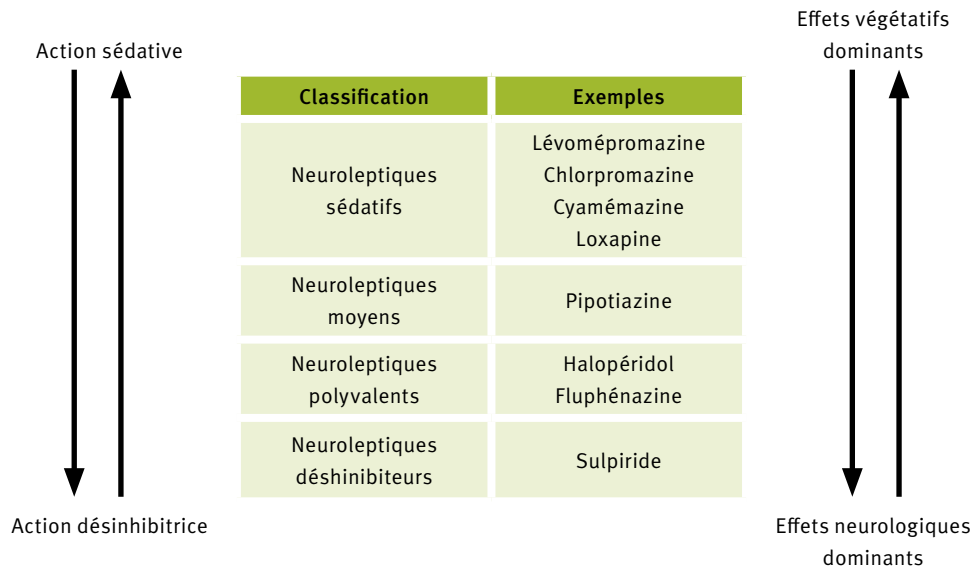 Effets végétatifs
dominants
Action sédative
Classification
Exemples
Neuroleptiques
sédatifs
Lévomépromazine
Chlorpromazine
Cyamémazine
Loxapine
Neuroleptiques
moyens
Pipotiazine
Neuroleptiques
polyvalents
Halopéridol
Fluphénazine
Neuroleptiques
déshinibiteurs
Sulpiride
Action désinhibitrice
Effets neurologiques
dominants